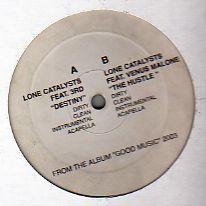 A
LONE CATALYSTS
FEAT. 3RD
"DESTINY"
DIRTY
CLEAN
INSTRUMENTAL
ACAPELLA
B
LONE CATALYSTS
FEAT. VENUS MALONE
"THE HUSTLE"
DIRTY
CLEAN
INSTRUMENTAL
ACAPELLA
FROM THE ALBUM "GOOD MUSIC" 2003